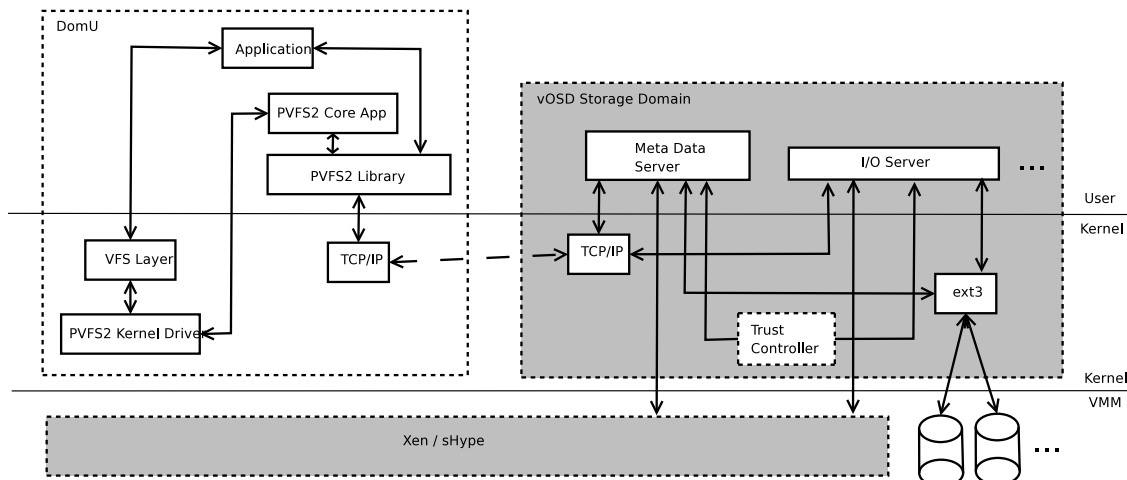 DomU
Application
PVFS2 Core App
PVFS2 Library
TCP/IP
VFS Layer
PVFS2 Kernel Driver
vOSD Storage Domain
Meta Data
Server
I/O Server
...
TCP/IP
ext3
Trust
Controller
User
Kernel
Kernel
VMM
Xen / sHype
...